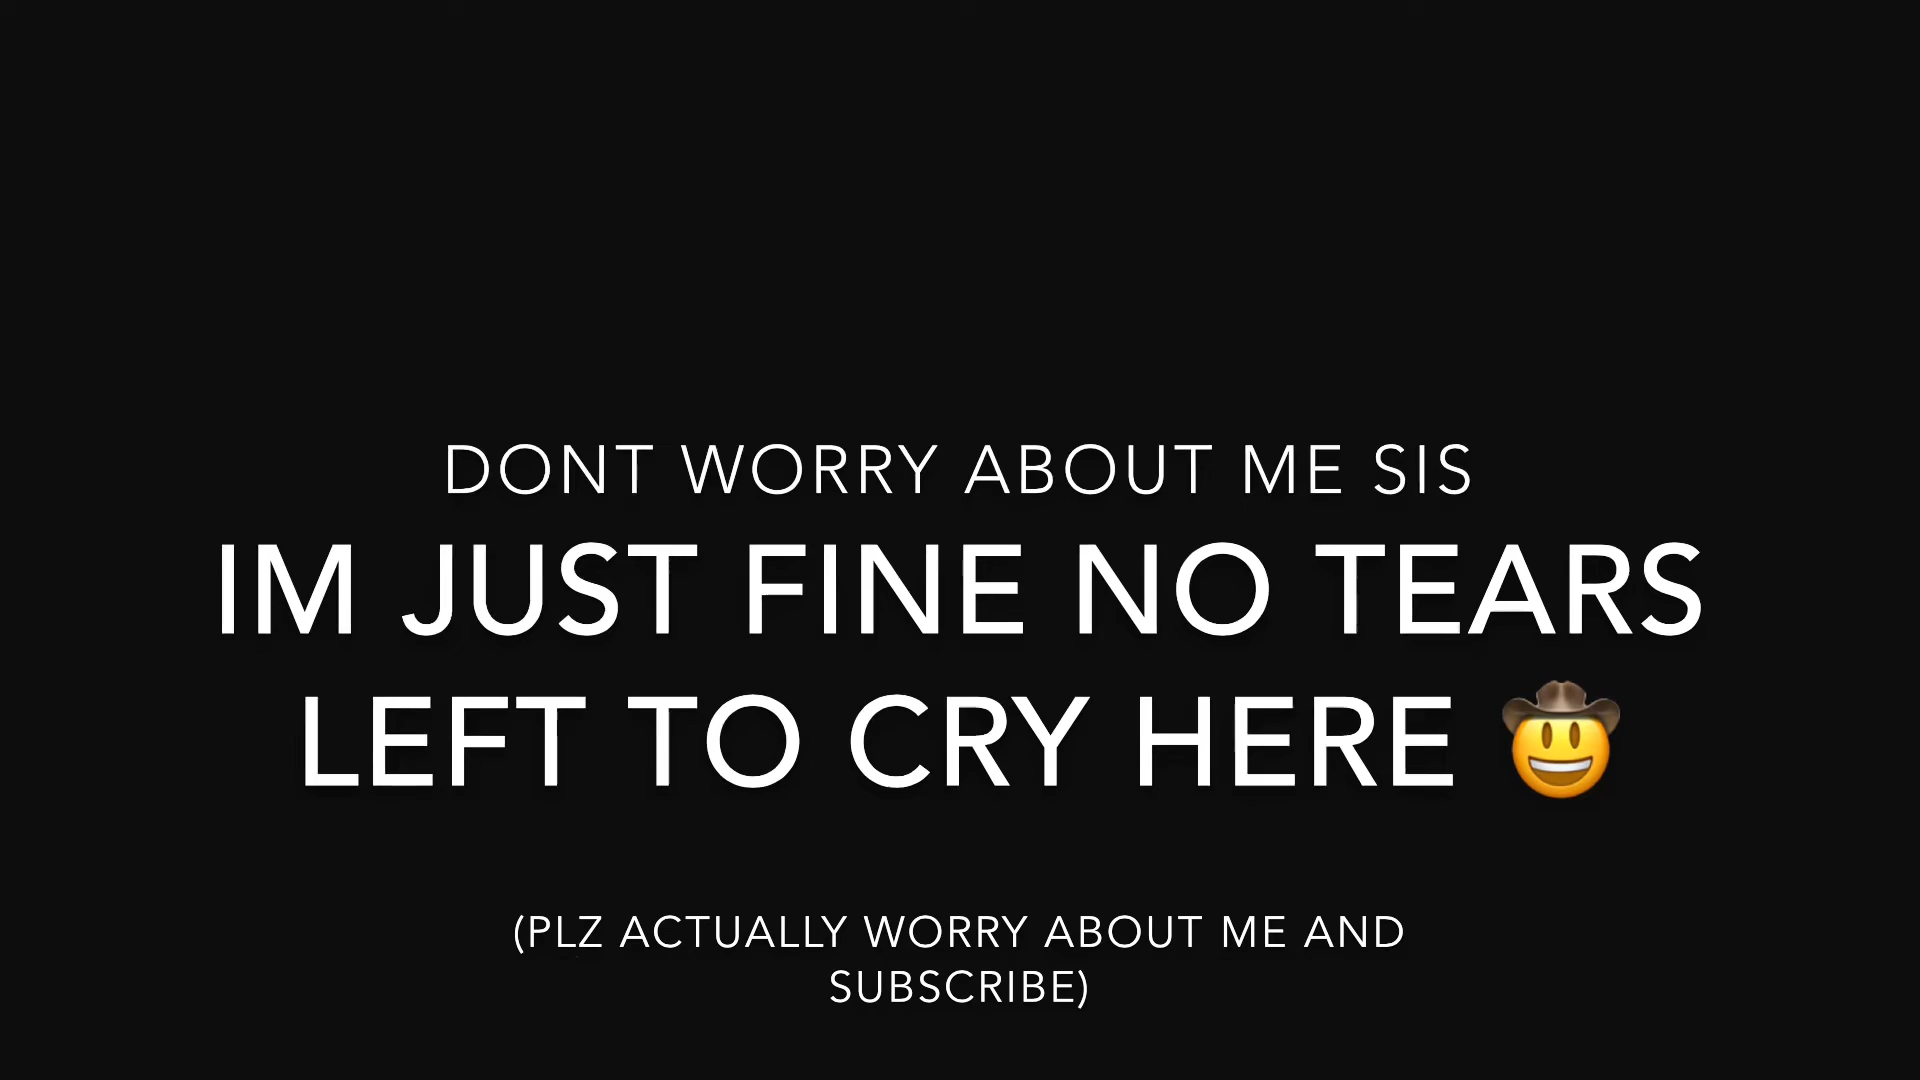 DONT WORRY ABOUT ME SIS
IM JUST FINE NO TEARS
LEFT TO CRY HERE 🤠
(PLZ ACTUALLY WORRY ABOUT ME AND
SUBSCRIBE)